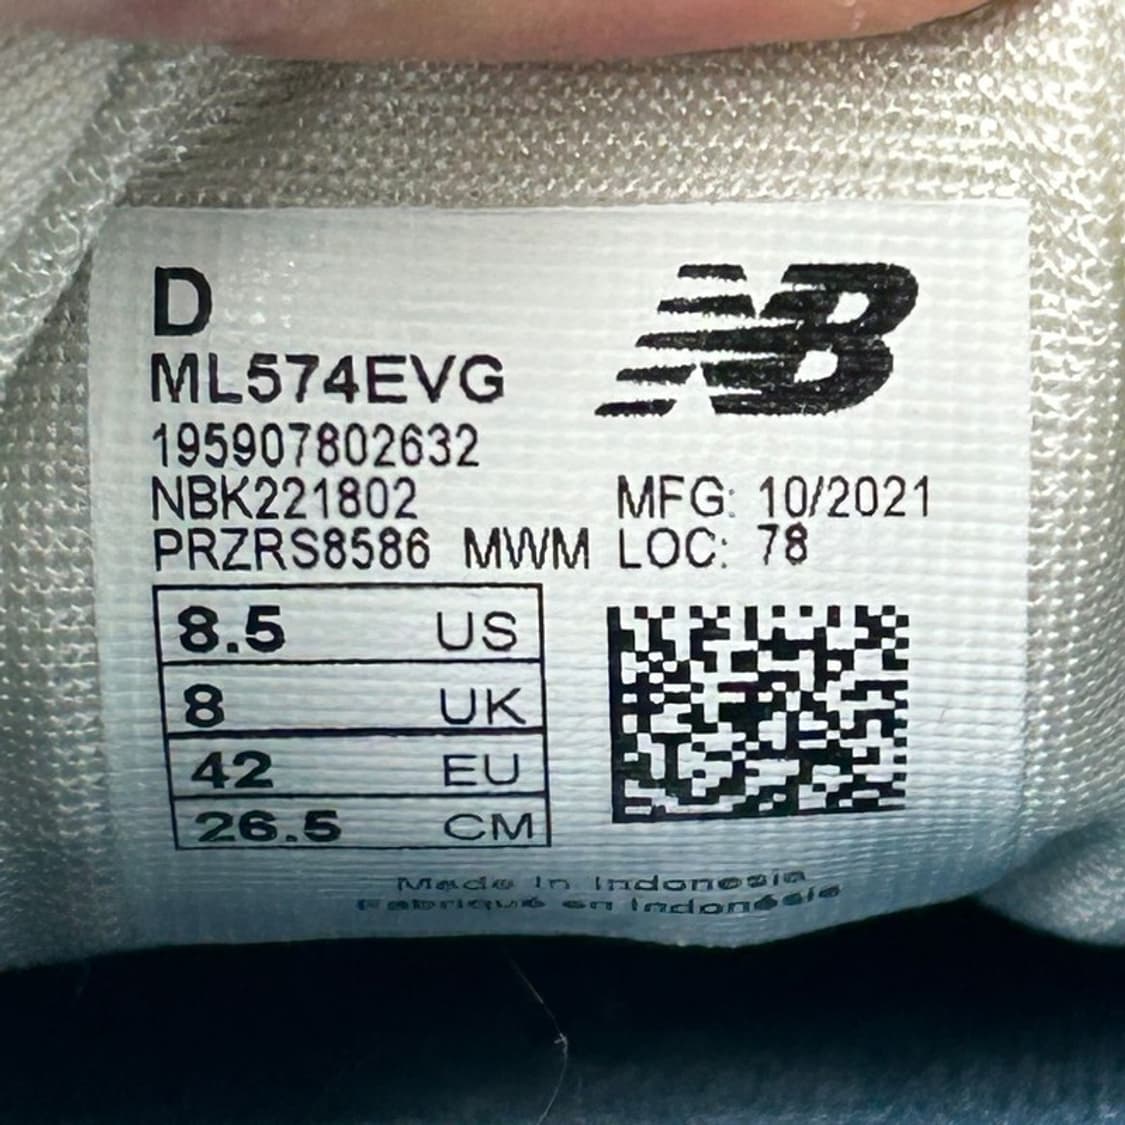 D
NB
ML574EVG
195907802632
NBK221802 MFG: 10/2021
PRZRS8586 MWM LOC: 78
8.5 US
8 UK
42 EU
26.5 CM
Made in Indonesia
Fabriqué en Indonésie